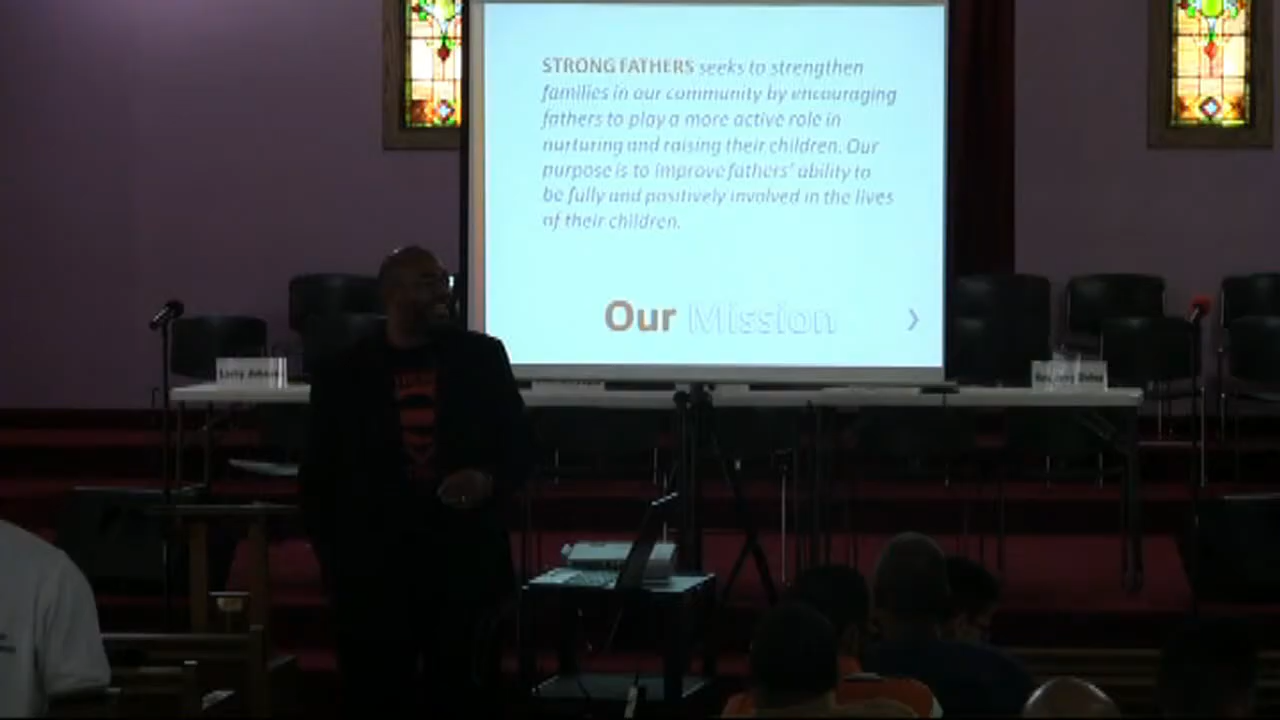 STRONG FATHERS seeks to strengthen
families in our community by encouraging
fathers to play a more active role in
nurturing and raising their children. Our
purpose is to improve fathers' ability to
be fully and positively involved in the lives
of their children.
Our Mission